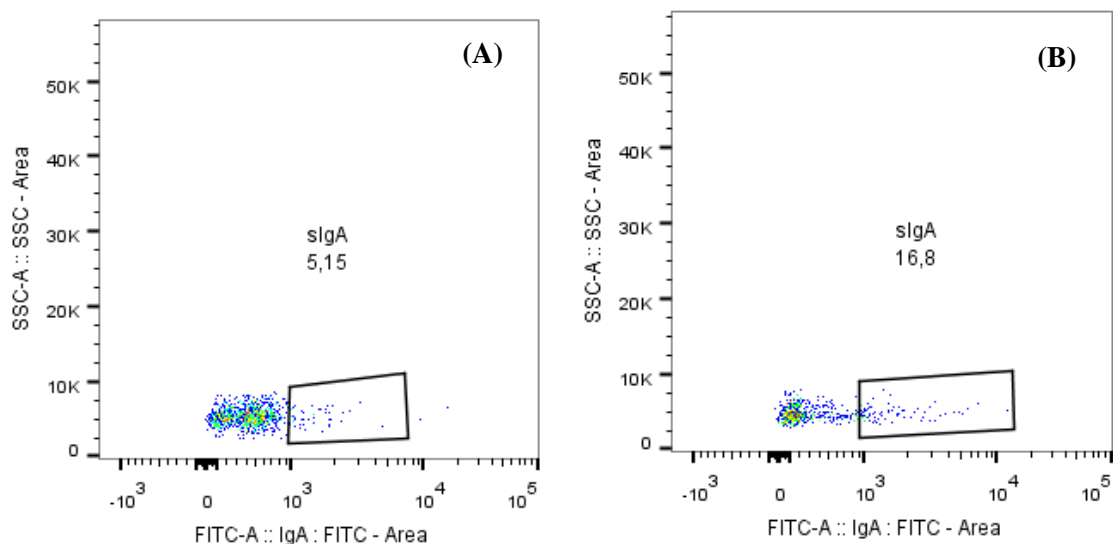 (A)
SSC-A :: SSC - Area
50K
40K
30K
20K
10K
0
sIgA
5,15
-10³ 0 10³ 10⁴ 10⁵
FITC-A :: IgA : FITC - Area
(B)
SSC-A :: SSC - Area
50K
40K
30K
20K
10K
0
sIgA
16,8
-10³ 0 10³ 10⁴ 10⁵
FITC-A :: IgA : FITC - Area